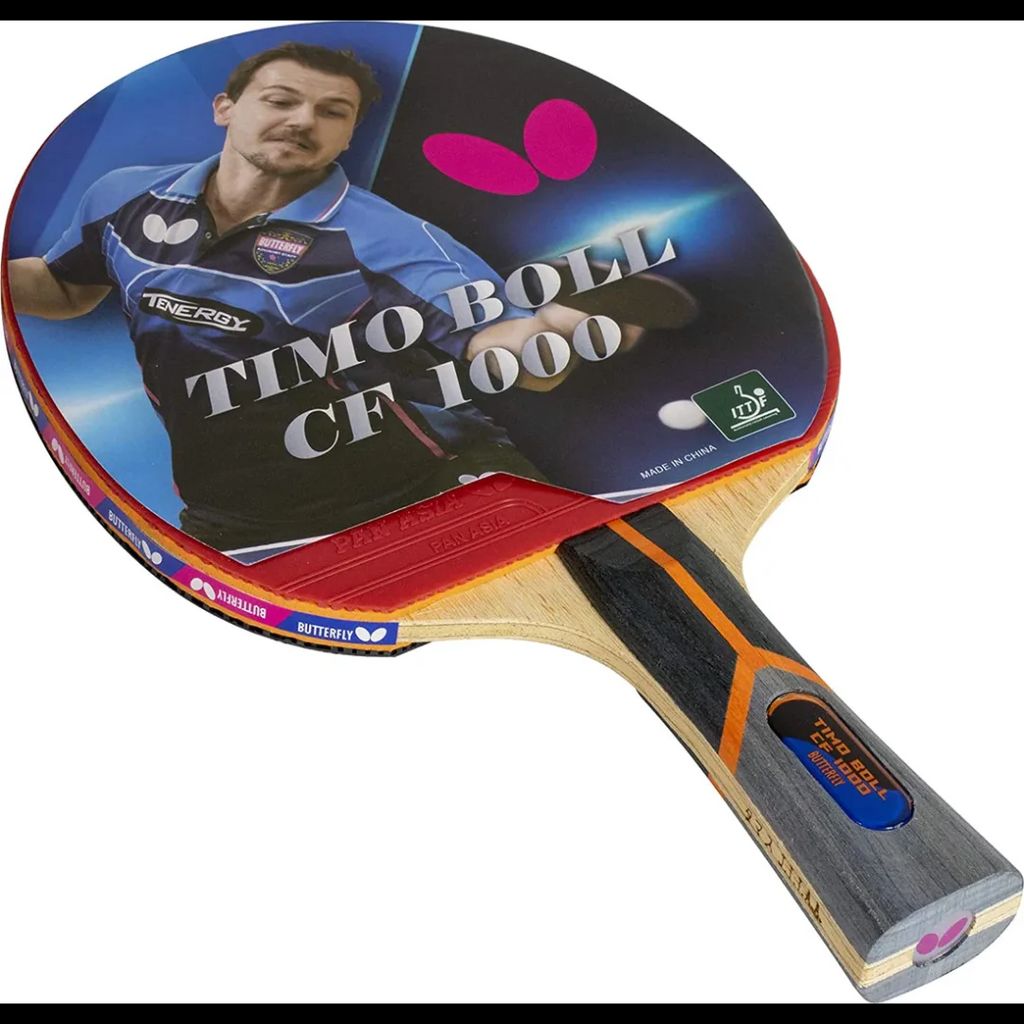 BUTTERFLY
TENERGY
TIMO BOLL
CF 1000
ITTF
MADE IN CHINA
PAN ASIA
PAN ASIA
BUTTERFLY
BUTTERFLY
BUTTERFLY
BUTTERFLY
TIMO BOLL
CF 1000
BUTTERFLY